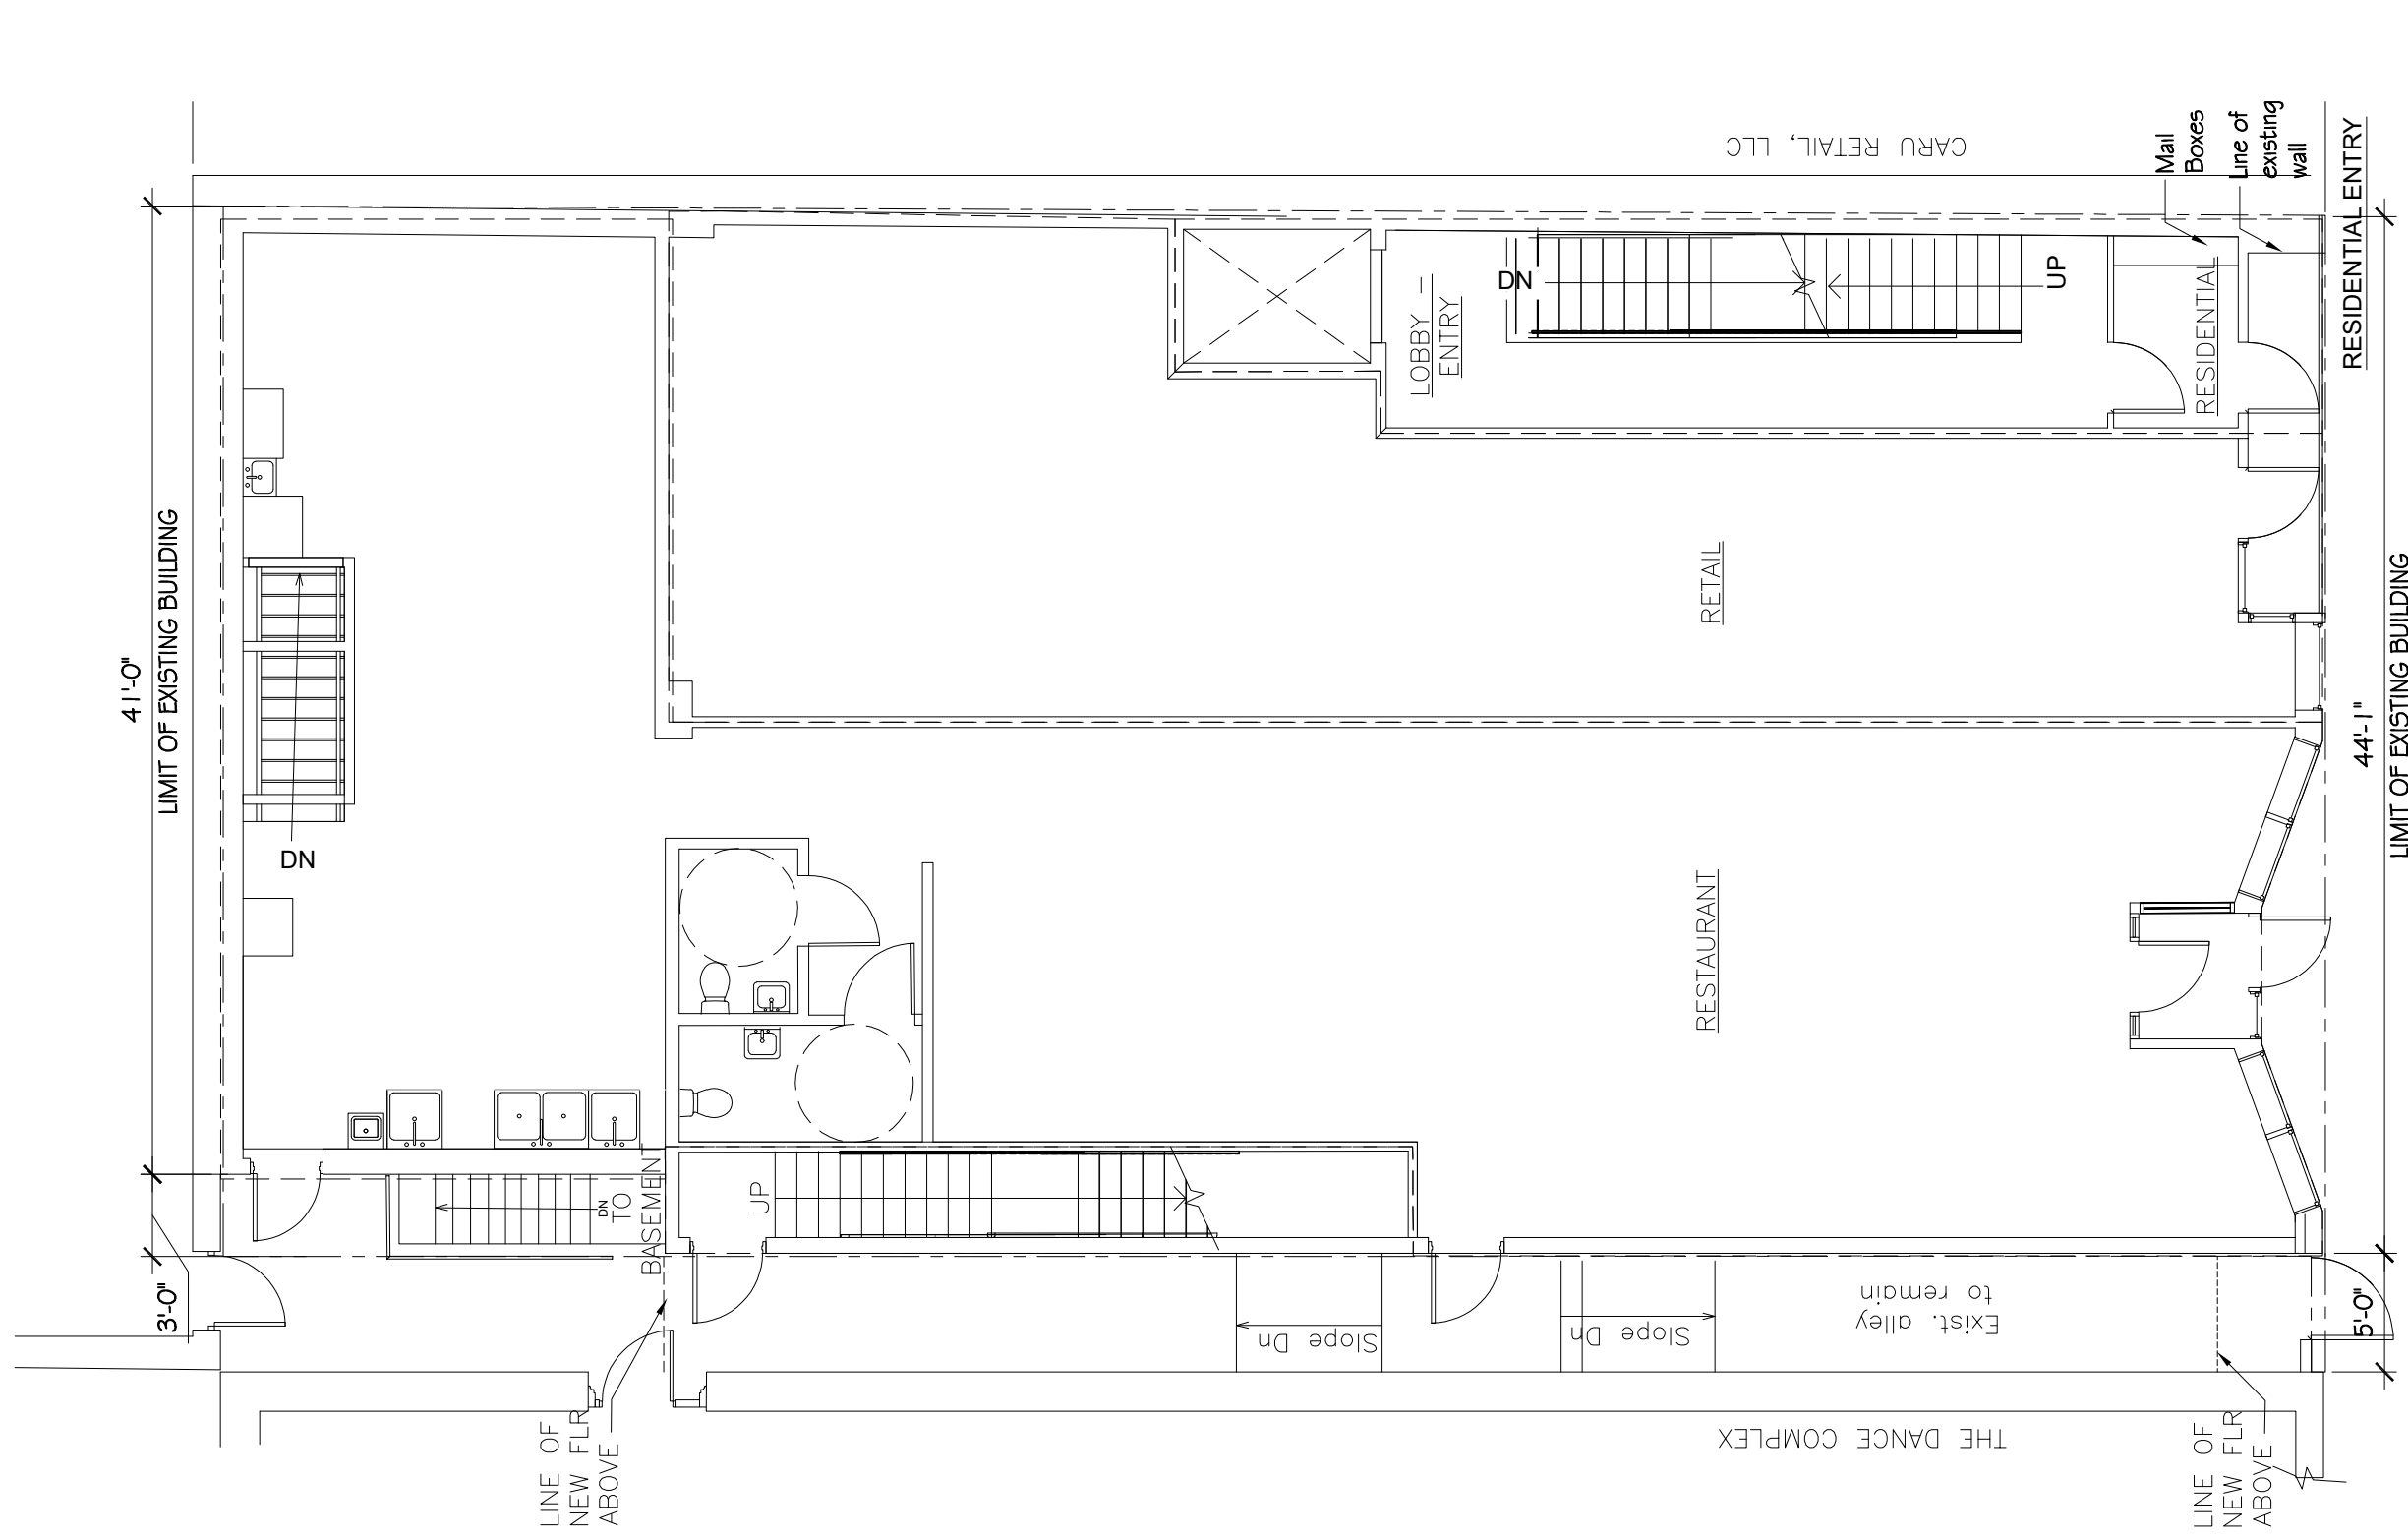 CARU RETAIL, LLC
Mail
Boxes
Line of
existing
wall
RESIDENTIAL ENTRY
LOBBY –
ENTRY
DN
UP
RESIDENTIAL
41'-0"
LIMIT OF EXISTING BUILDING
RETAIL
44'-1"
LIMIT OF EXISTING BUILDING
DN
RESTAURANT
DN
TO
BASEMENT
UP
3'-0"
Slope Dn
Slope Dn
Exist. alley
to remain
5'-0"
LINE OF
NEW FLR
ABOVE
THE DANCE COMPLEX
LINE OF
NEW FLR
ABOVE